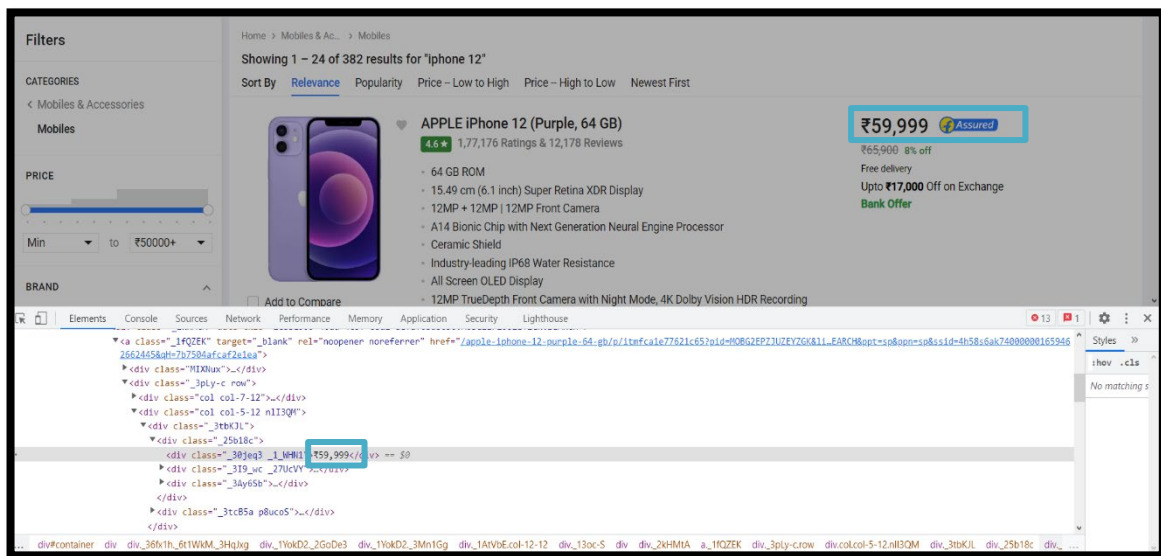 Filters
CATEGORIES
< Mobiles & Accessories
Mobiles
PRICE
Min to ₹50000+
BRAND
Home > Mobiles & Ac... > Mobiles
Showing 1 – 24 of 382 results for "iphone 12"
Sort By Relevance Popularity Price – Low to High Price – High to Low Newest First
APPLE iPhone 12 (Purple, 64 GB)
4.6★ 1,77,176 Ratings & 12,178 Reviews
64 GB ROM
15.49 cm (6.1 inch) Super Retina XDR Display
12MP + 12MP | 12MP Front Camera
A14 Bionic Chip with Next Generation Neural Engine Processor
Ceramic Shield
Industry-leading IP68 Water Resistance
All Screen OLED Display
12MP TrueDepth Front Camera with Night Mode, 4K Dolby Vision HDR Recording
Add to Compare
₹59,999 Assured
₹65,900 8% off
Free delivery
Upto ₹17,000 Off on Exchange
Bank Offer
Elements Console Sources Network Performance Memory Application Security Lighthouse 13 1
Styles »
:hov .cls
No matching s
<a class="_1fQZEK" target="_blank" rel="noopener noreferrer" href="/apple-iphone-12-purple-64-gb/p/itmfca1e77621c65?oid=MOBG2EPZJUZEYZGK&li…EARCH&opt=sp&opn=sp&ssid=4h58s6ak74000000165946
2662445&qH=7b7504afcaf2e1ea">
<div class="MIXNux">…</div>
<div class="_3pLy-c row">
<div class="col col-7-12">…</div>
<div class="col col-5-12 nlI3QM">
<div class="_3tbKJL">
<div class="_25b18c">
<div class="_30jeq3 _1_WHN1">₹59,999</div> == $0
<div class="_3I9_wc _27UcVY">…</div>
<div class="_3Ay6Sb">…</div>
</div>
<div class="_3tcB5a p8ucoS">…</div>
</div>
... div#container div div._36fx1h._6t1WkM._3HqJxg div._1YokD2._2GoDe3 div._1YokD2._3Mn1Gg div._1AtVbE.col-12-12 div._13oc-S div div._2kHMtA a._1fQZEK div._3pLy-c.row div.col.col-5-12.nlI3QM div._3tbKJL div._25b18c div._ ...